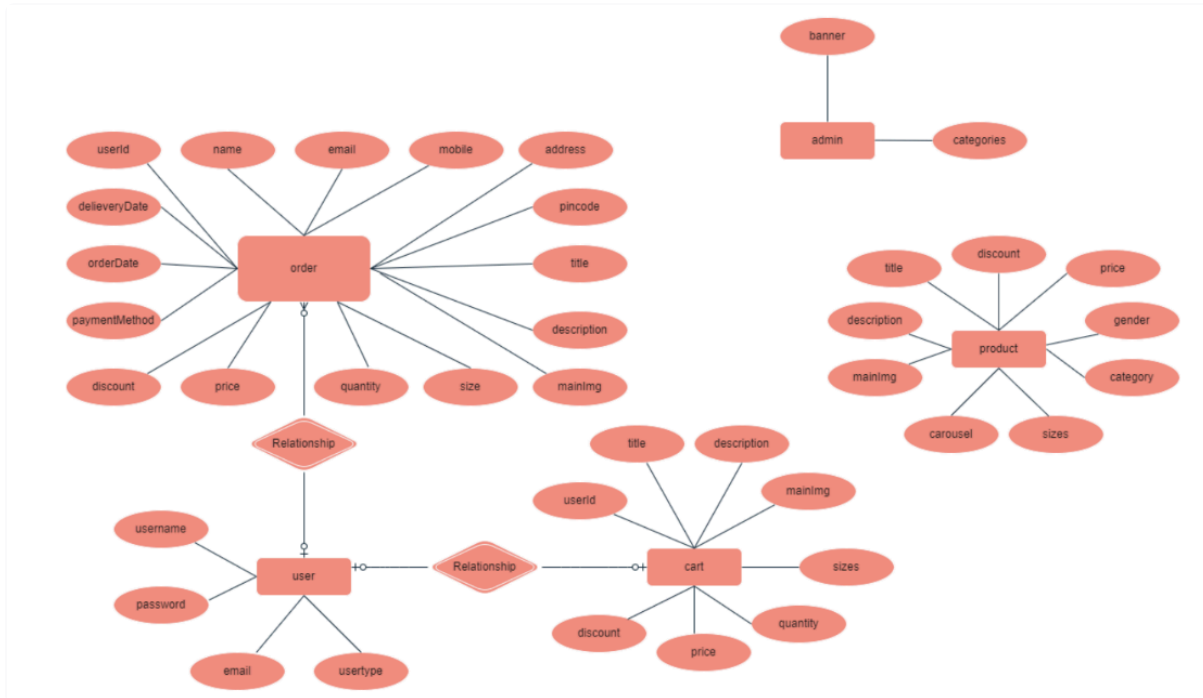 banner
admin
categories
userId
name
email
mobile
address
delieveryDate
pincode
orderDate
order
title
paymentMethod
description
discount
price
quantity
size
mainImg
title
discount
price
description
gender
product
mainImg
category
carousel
sizes
Relationship
title
description
userId
mainImg
username
user
Relationship
cart
sizes
password
discount
quantity
price
email
usertype